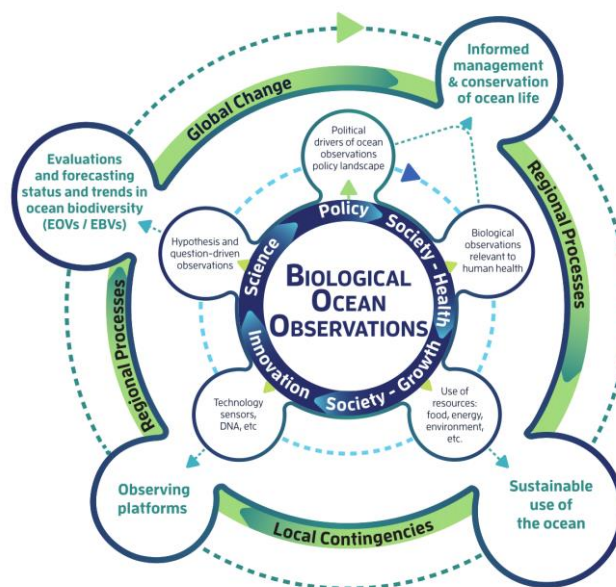 Informed
management
& conservation
of ocean life
Global Change
Political
drivers of ocean
observations
policy landscape
Evaluations
and forecasting
status and trends in
ocean biodiversity
(EOVs / EBVs)
Regional Processes
Hypothesis and
question-driven
observations
Policy
Science
Society - Health
Biological
observations
relevant to
human health
BIOLOGICAL
OCEAN
OBSERVATIONS
Regional Processes
Innovation
Society - Growth
Technology
sensors,
DNA, etc
Use of
resources:
food, energy,
environment,
etc.
Observing
platforms
Sustainable
use of
the ocean
Local Contingencies